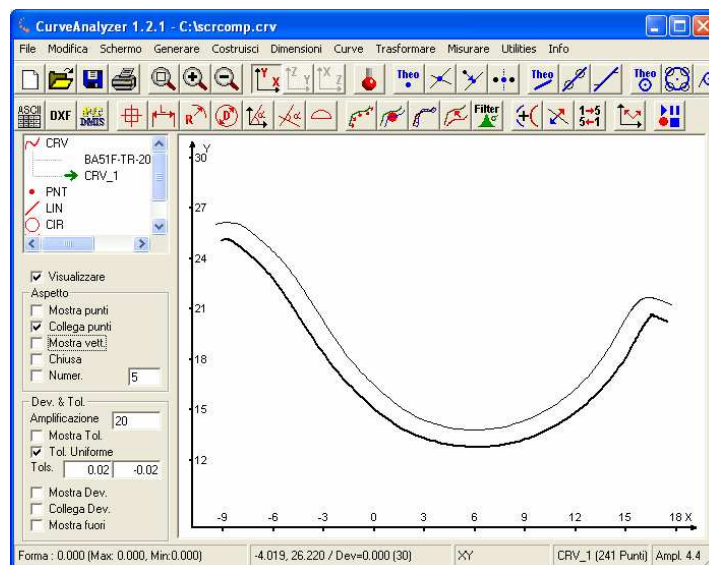 CurveAnalyzer 1.2.1 - C:\scrcomp.crv
File Modifica Schermo Generare Costruisci Dimensioni Curve Trasformare Misurare Utilities Info
Y X Z Y X Z Theo Theo Theo
ASCII DXF DMIS R D Filter 1→5 5←1
CRV
BA51F-TR-20
CRV_1
PNT
LIN
CIR
Visualizzare
Aspetto
Mostra punti
Collega punti
Mostra vett.
Chiusa
Numer. 5
Dev. & Tol.
Amplificazione 20
Mostra Tol.
Tol. Uniforme
Tols. 0.02 -0.02
Mostra Dev.
Collega Dev.
Mostra fuori
Y
30
27
24
21
18
15
12
-9 -6 -3 0 3 6 9 12 15 18 X
Forma : 0.000 (Max: 0.000, Min:0.000) -4.019, 26.220 / Dev=0.000 (30) XY CRV_1 (241 Punti) Ampl. 4.4